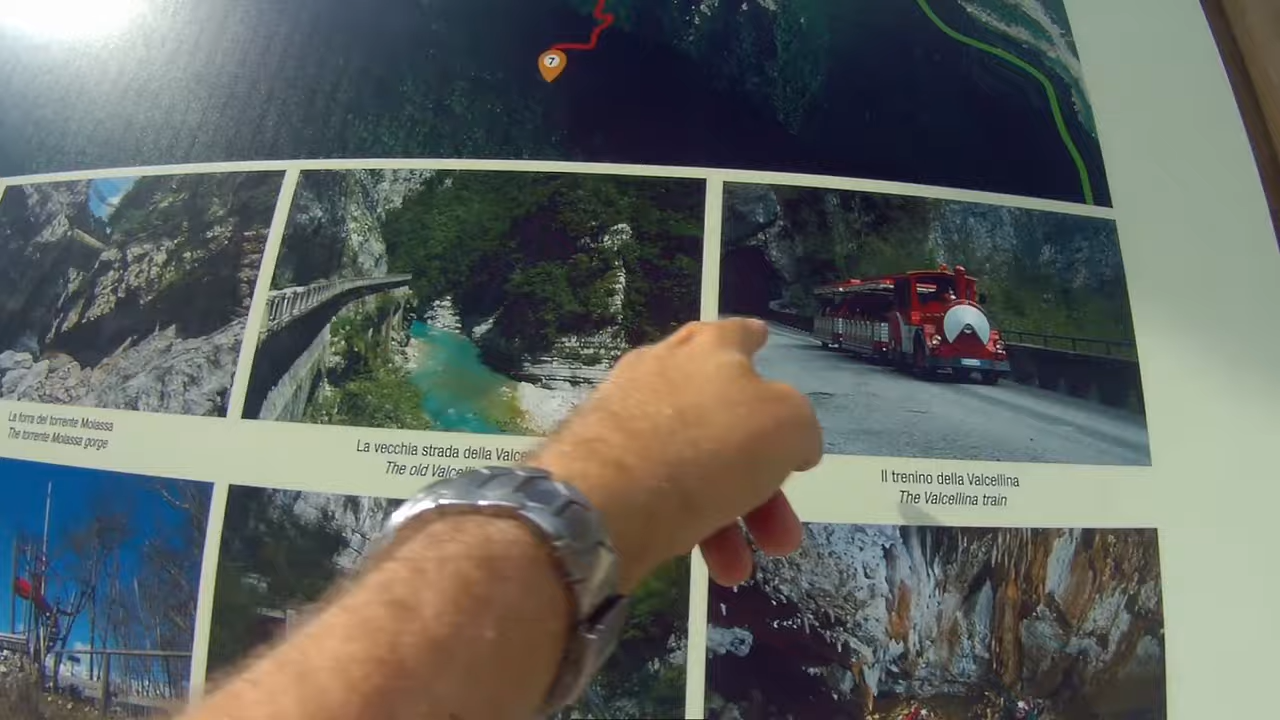 7
La forra del torrente Molassa
The torrente Molassa gorge
La vecchia strada della
The old
Il trenino della Valcellina
The Valcellina train